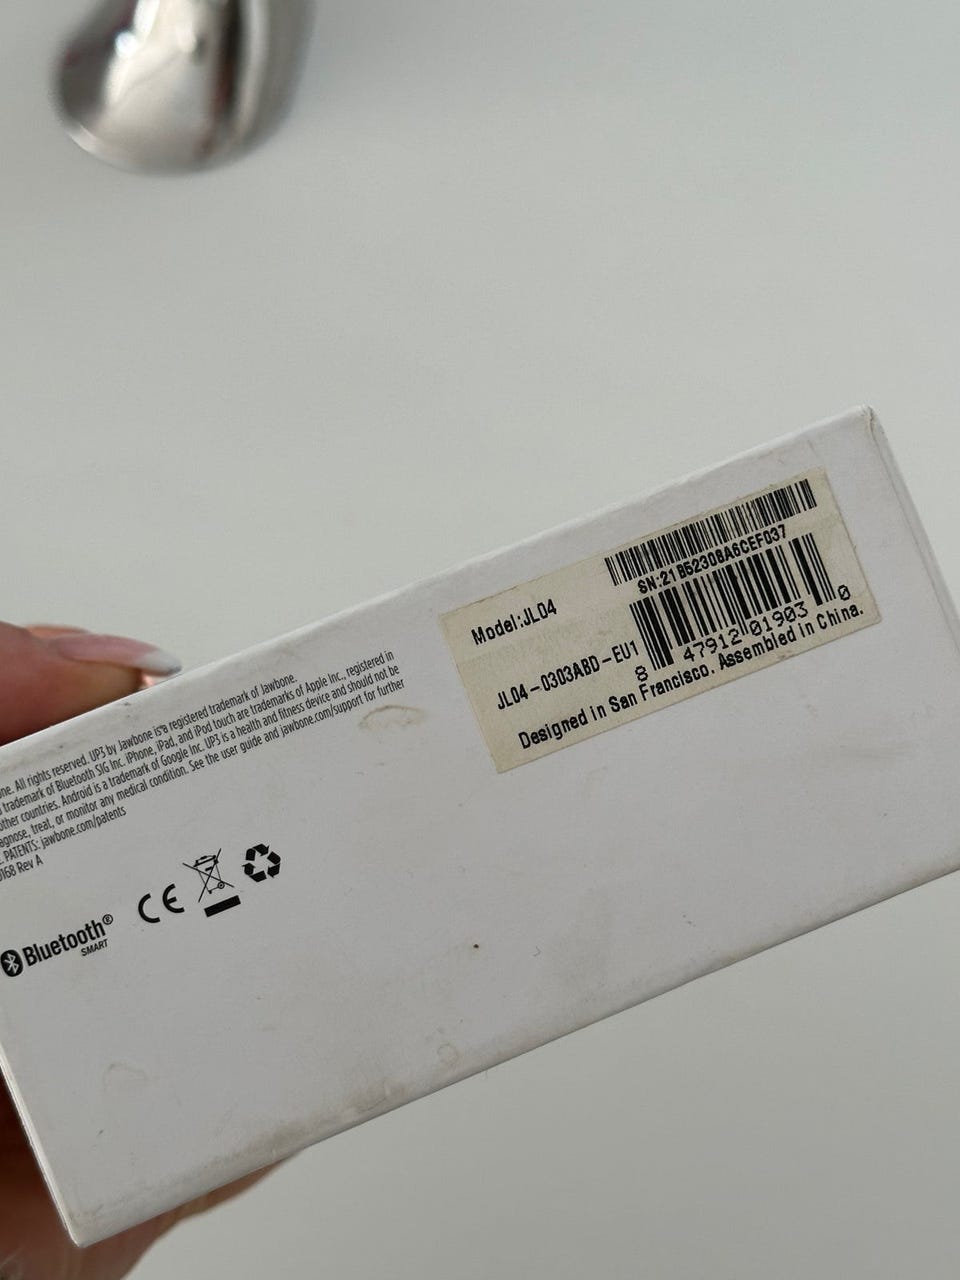 Model:JL04
SN:21B52308A6CEF037
JL04-0303ABD-EU1
8 47912 01903 0
Designed in San Francisco. Assembled in China.
one. All rights reserved. UP3 by Jawbone is a registered trademark of Jawbone.
trademark of Bluetooth SIG Inc. iPhone, iPad, and iPod touch are trademarks of Apple Inc., registered in
other countries. Android is a trademark of Google Inc. UP3 is a health and fitness device and should not be
agnose, treat, or monitor any medical condition. See the user guide and jawbone.com/support for further
PATENTS: jawbone.com/patents
0168 Rev A
Bluetooth®
SMART
CE